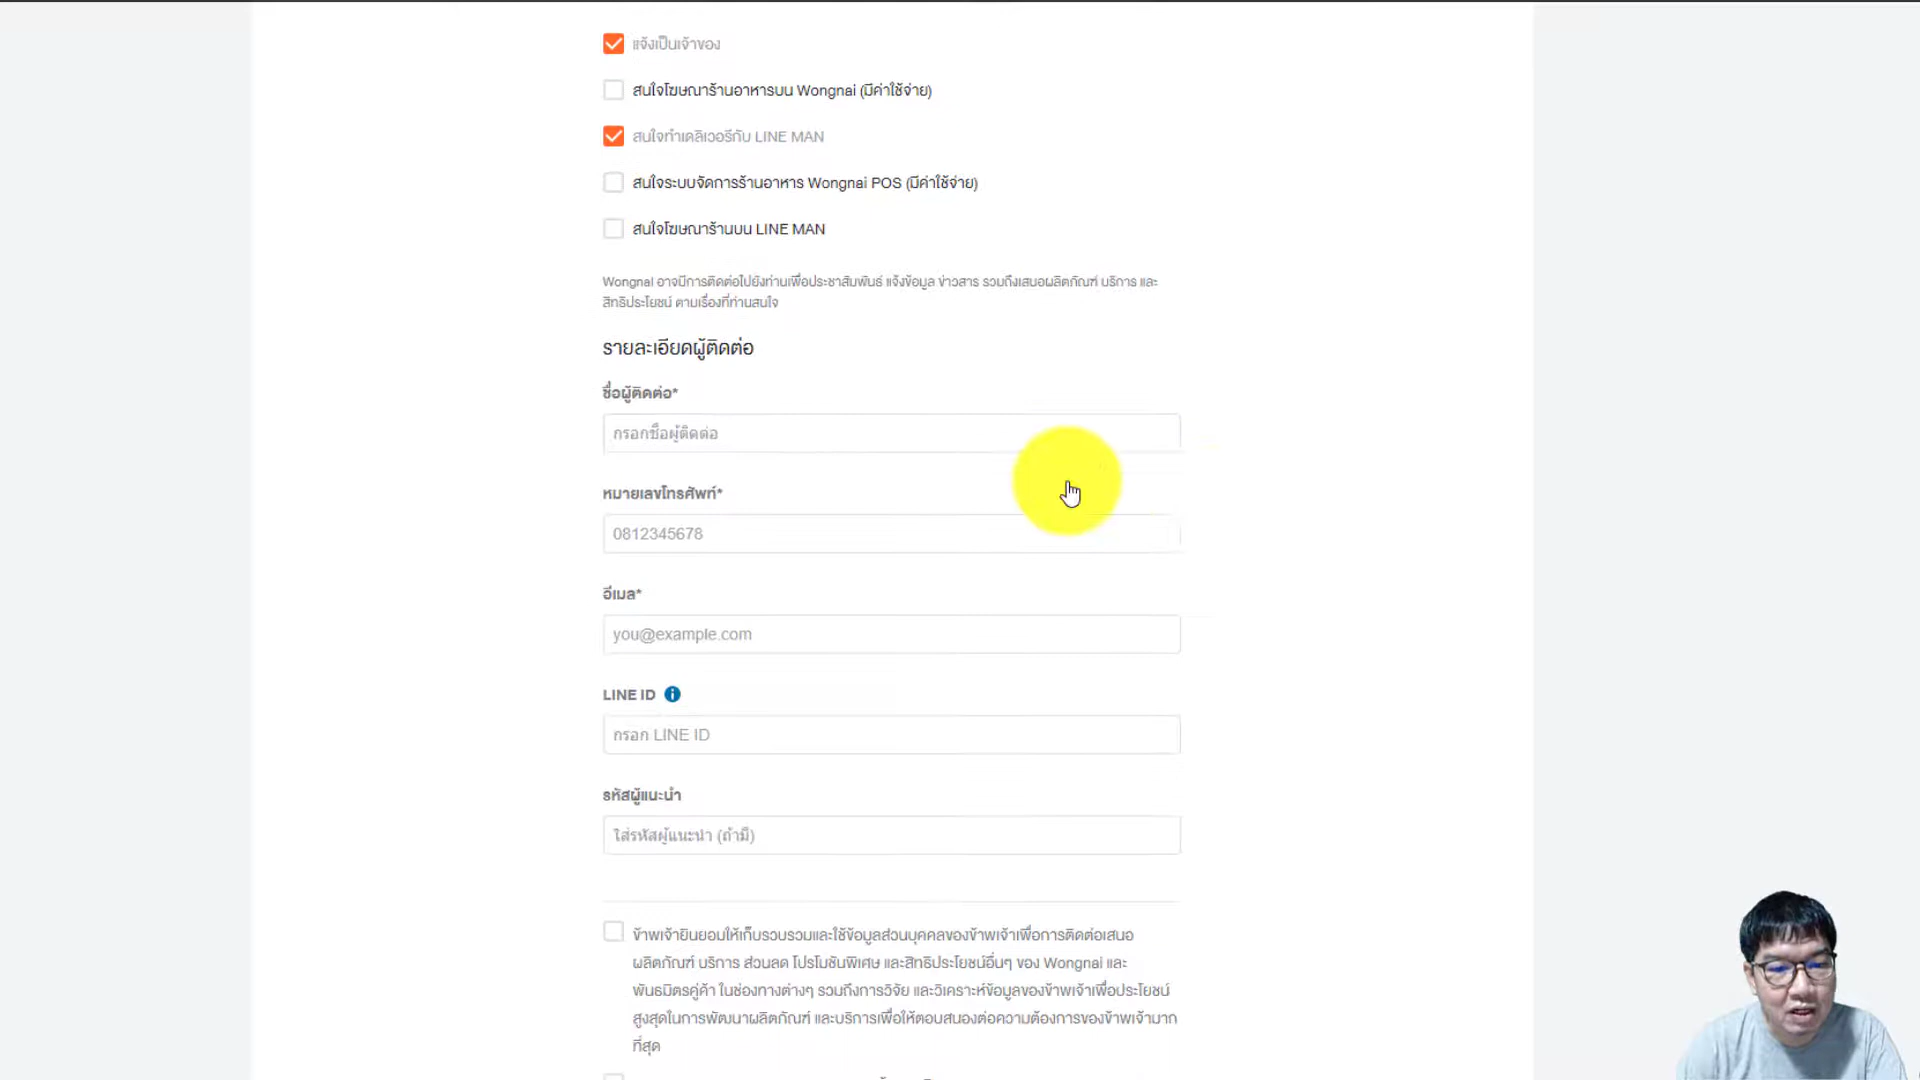 แจ้งเป็นเจ้าของ
สนใจโฆษณาร้านอาหารบน Wongnai (มีค่าใช้จ่าย)
สนใจทำเดลิเวอรีกับ LINE MAN
สนใจระบบจัดการร้านอาหาร Wongnai POS (มีค่าใช้จ่าย)
สนใจโฆษณาร้านบน LINE MAN
Wongnai อาจมีการติดต่อไปยังท่านเพื่อประชาสัมพันธ์ แจ้งข้อมูล ข่าวสาร รวมถึงเสนอผลิตภัณฑ์ บริการ และ
สิทธิประโยชน์ ตามเรื่องที่ท่านสนใจ
รายละเอียดผู้ติดต่อ
ชื่อผู้ติดต่อ*
กรอกชื่อผู้ติดต่อ
หมายเลขโทรศัพท์*
0812345678
อีเมล*
you@example.com
LINE ID
กรอก LINE ID
รหัสผู้แนะนำ
ใส่รหัสผู้แนะนำ (ถ้ามี)
ข้าพเจ้ายินยอมให้เก็บรวบรวมและใช้ข้อมูลส่วนบุคคลของข้าพเจ้าเพื่อการติดต่อเสนอ
ผลิตภัณฑ์ บริการ ส่วนลด โปรโมชันพิเศษ และสิทธิประโยชน์อื่นๆ ของ Wongnai และ
พันธมิตรคู่ค้า ในช่องทางต่างๆ รวมถึงการวิจัย และวิเคราะห์ข้อมูลของข้าพเจ้าเพื่อประโยชน์
สูงสุดในการพัฒนาผลิตภัณฑ์ และบริการเพื่อให้ตอบสนองต่อความต้องการของข้าพเจ้ามาก
ที่สุด